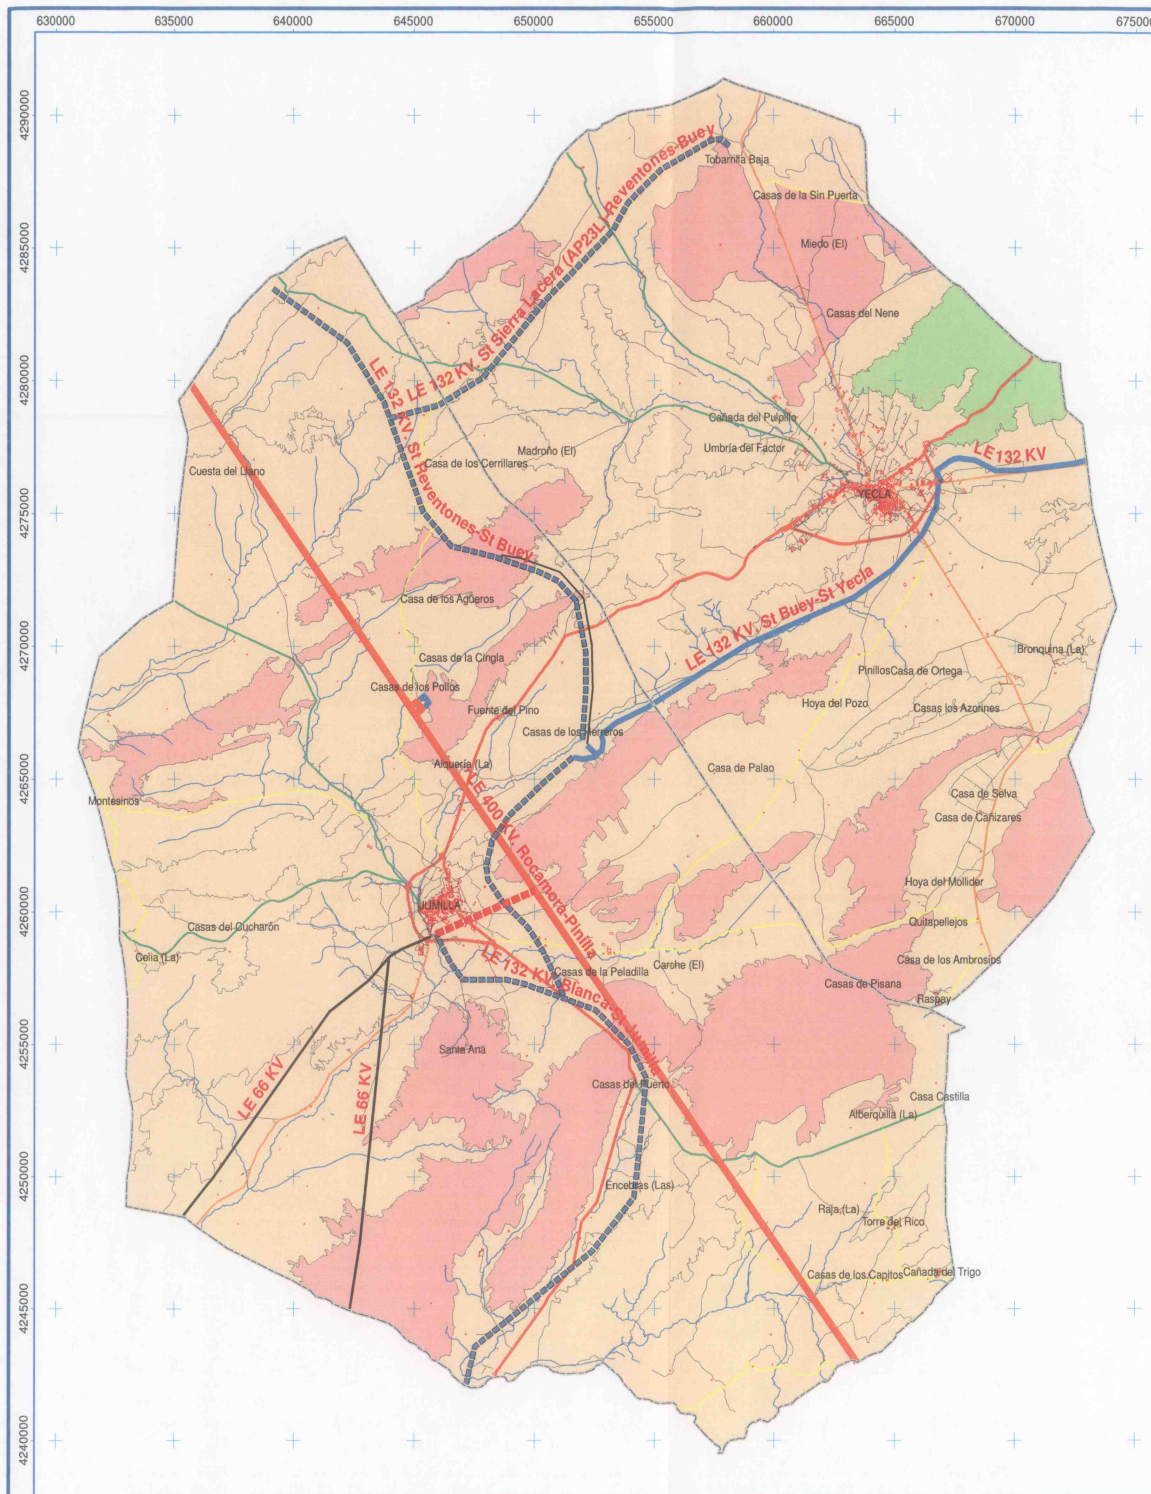 630000
635000
640000
645000
650000
655000
660000
665000
670000
675000
4290000
4285000
4280000
4275000
4270000
4265000
4260000
4255000
4250000
4245000
4240000
LE 132 KV, St Sierra Lacera (AP23L)-Reventones-Buey
Tobarrilla Baja
Casas de la Sin Puerta
Miedo (El)
Casas del Nene
LE 132 KV, St Reventones-St Buey
Cañada del Pulpillo
Umbría del Factor
Madroño (El)
Casa de los Cerrillares
Cuesta del Llano
LE 132 KV
YECLA
LE 132 KV, St Buey-St Yecla
Casa de los Agüeros
Casas de la Cingla
Casas de los Pollos
Fuente del Pino
Casas de los Herreros
Bronquina (La)
Pinillos
Casa de Ortega
Hoya del Pozo
Casas los Azorines
Alquería (La)
Casa de Palao
Montesinos
Casa de Selva
Casa de Cañizares
LE 400 KV, Rocamora-Pinilla
Hoya del Mollider
JUMILLA
Quitapellejos
Casas del Cucharón
Celia (La)
LE 132 KV, Blanca-St Jumilla
Casas de la Peladilla
Carche (El)
Casa de los Ambrosios
Casas de Pisana
Raspay
Santa Ana
LE 66 KV
LE 66 KV
Casas del Puerto
Casa Castilla
Alberquilla (La)
Encebras (Las)
Raja (La)
Torre del Rico
Casas de los Capitos
Cañada del Trigo